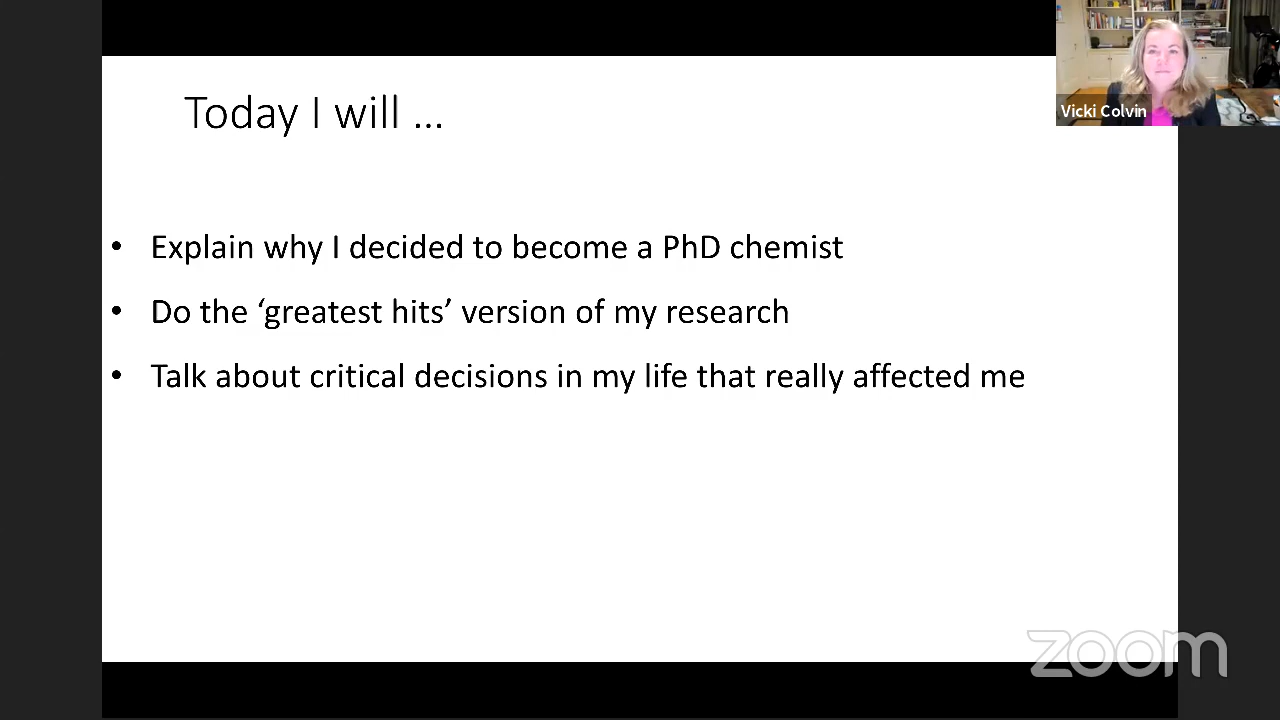 Today I will ...
Vicki Colvin
• Explain why I decided to become a PhD chemist
• Do the ‘greatest hits’ version of my research
• Talk about critical decisions in my life that really affected me
zoom